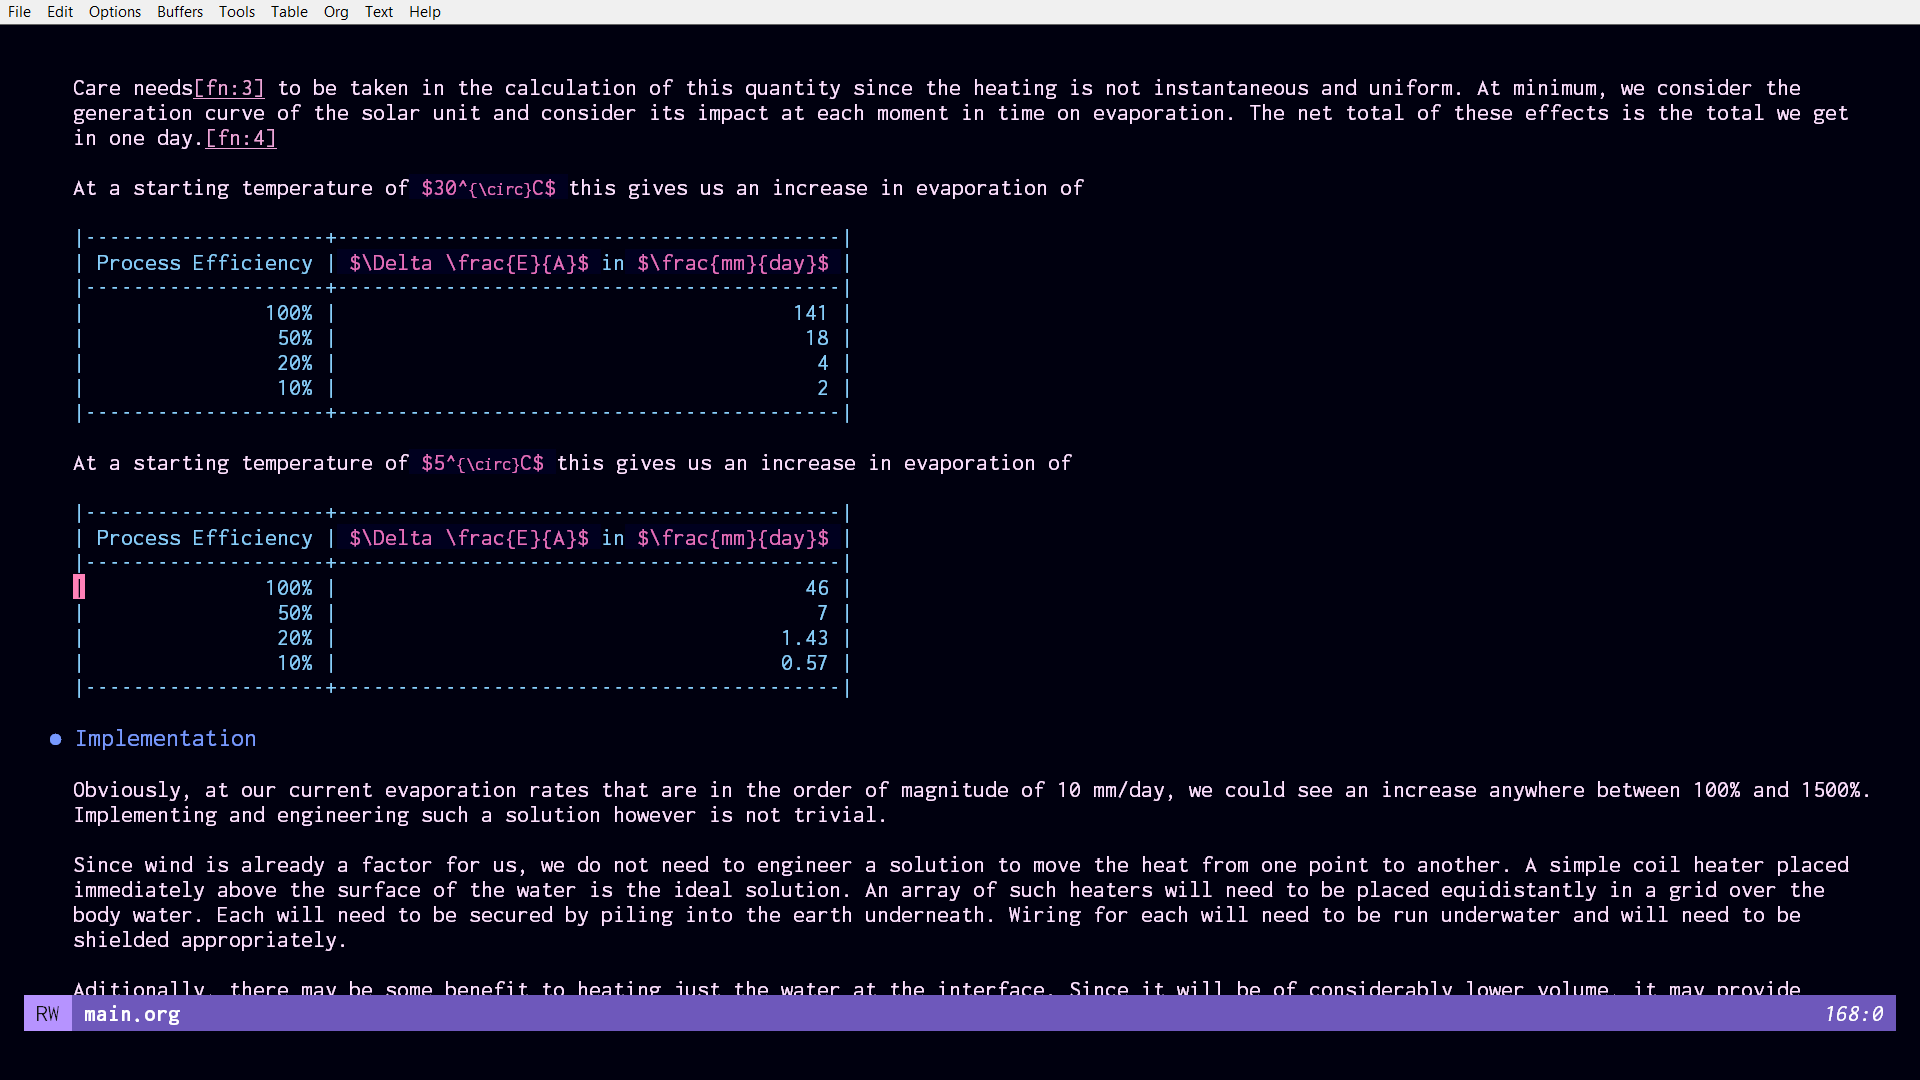 File Edit Options Buffers Tools Table Org Text Help
Care needs[fn:3] to be taken in the calculation of this quantity since the heating is not instantaneous and uniform. At minimum, we consider the
generation curve of the solar unit and consider its impact at each moment in time on evaporation. The net total of these effects is the total we get
in one day.[fn:4]
At a starting temperature of $30^{\circ}C$ this gives us an increase in evaporation of
|--------------------+------------------------------------------|
| Process Efficiency | $\Delta \frac{E}{A}$ in $\frac{mm}{day}$ |
|--------------------+------------------------------------------|
|               100% |                                      141 |
|                50% |                                       18 |
|                20% |                                        4 |
|                10% |                                        2 |
|--------------------+------------------------------------------|
At a starting temperature of $5^{\circ}C$ this gives us an increase in evaporation of
|--------------------+------------------------------------------|
| Process Efficiency | $\Delta \frac{E}{A}$ in $\frac{mm}{day}$ |
|--------------------+------------------------------------------|
|               100% |                                       46 |
|                50% |                                        7 |
|                20% |                                     1.43 |
|                10% |                                     0.57 |
|--------------------+------------------------------------------|
● Implementation
Obviously, at our current evaporation rates that are in the order of magnitude of 10 mm/day, we could see an increase anywhere between 100% and 1500%.
Implementing and engineering such a solution however is not trivial.
Since wind is already a factor for us, we do not need to engineer a solution to move the heat from one point to another. A simple coil heater placed
immediately above the surface of the water is the ideal solution. An array of such heaters will need to be placed equidistantly in a grid over the
body water. Each will need to be secured by piling into the earth underneath. Wiring for each will need to be run underwater and will need to be
shielded appropriately.
Aditionally, there may be some benefit to heating just the water at the interface. Since it will be of considerably lower volume, it may provide
RW main.org 168:0